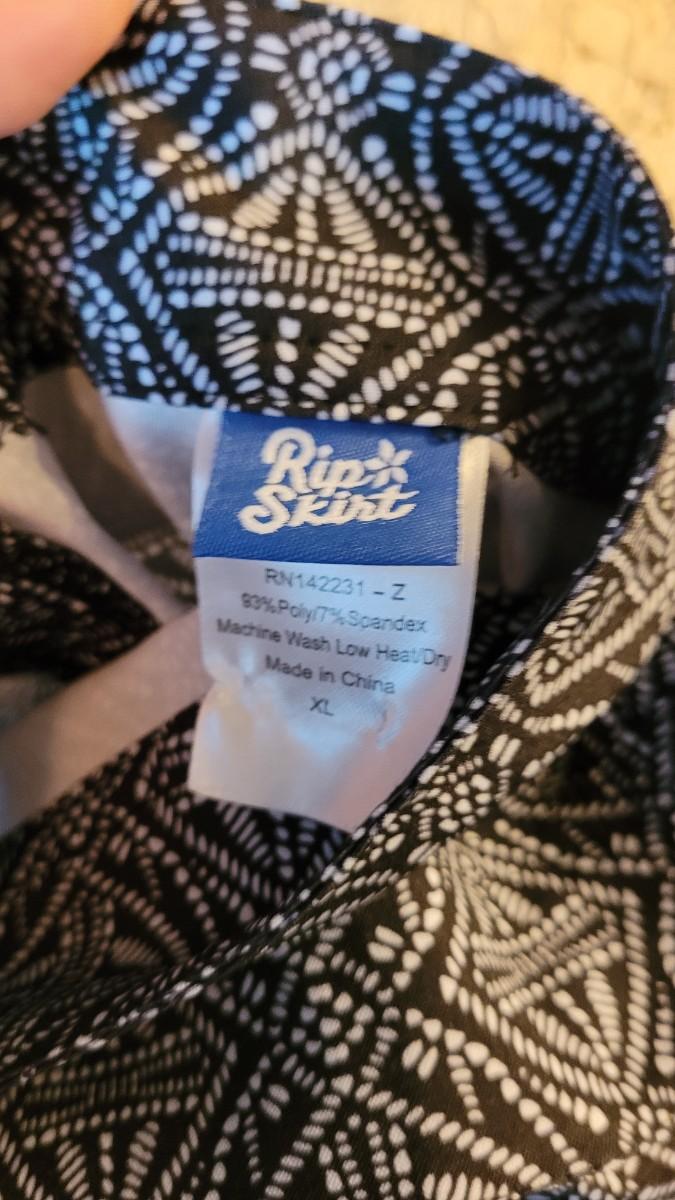 Rip
Skirt
RN142231 - Z
93%Poly/7%Spandex
Machine Wash Low Heat/Dry
Made in China
XL